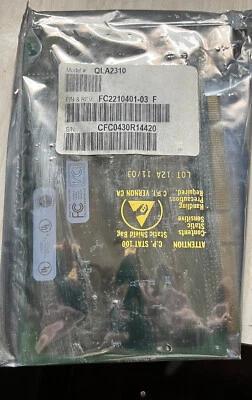 Model #: QLA2310
P/N & REV: FC2210401-03 F
S/N: CFC0430R14420
LOT 12A 11/03
ATTENTION
Contents
Static
Sensitive
Handling
Precautions
Required.
C.P. STAT 100
Static Shield
Bag
C.P.I. VERNON CA
FCC